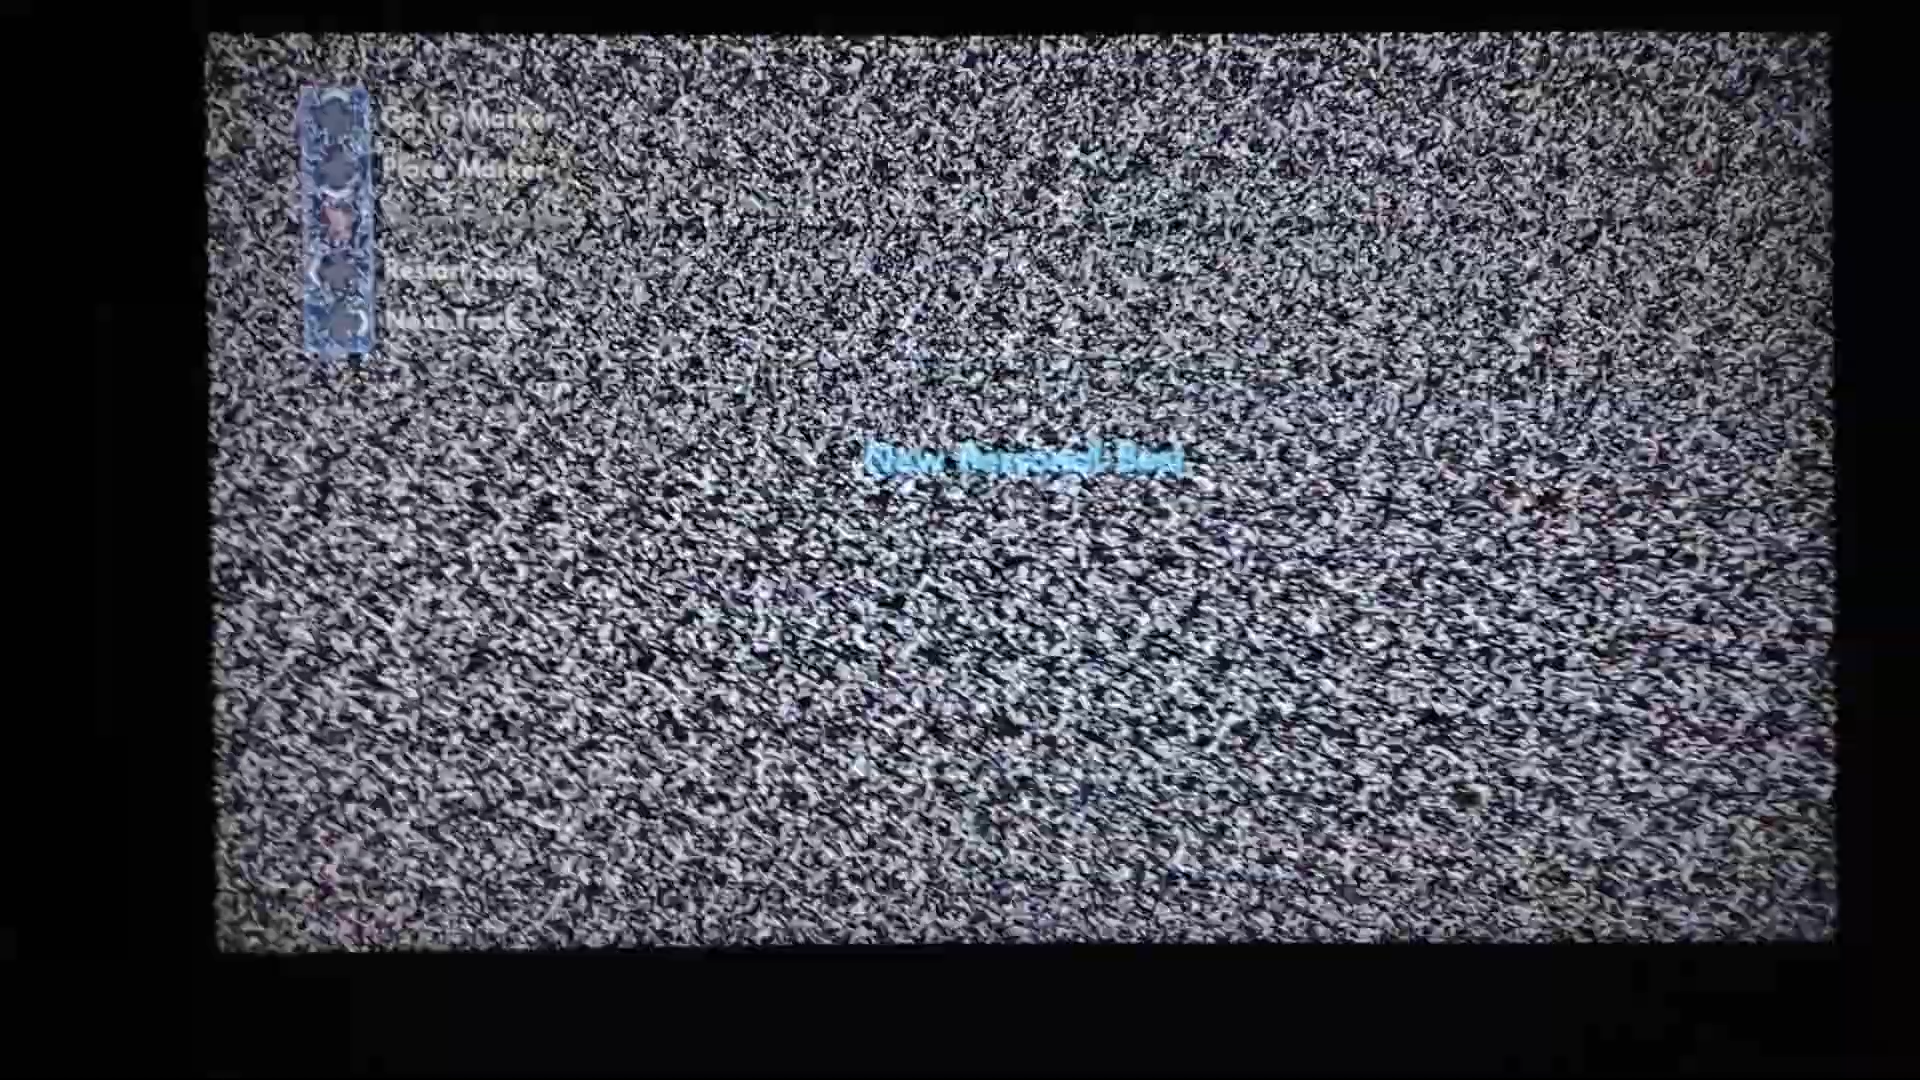 Go To Marker
Place Marker
Restart Song
Next Track
New Personal Best